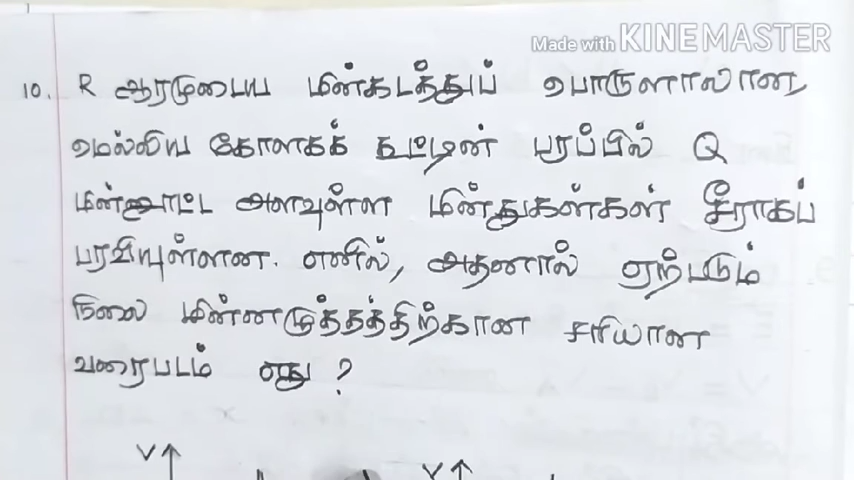 Made with KINEMASTER
10. R ஆரமுடைய மின்கடத்துப் பொருளாலான
மெல்லிய கோளகக் கூட்டின் பரப்பில் Q
மின்னூட்ட அளவுள்ள மின்துகள்கள் சீராகப்
பரவியுள்ளன. எனில், அதனால் ஏற்படும்
நிலை மின்னழுத்தத்திற்கான சரியான
வரைபடம் எது ?
V V